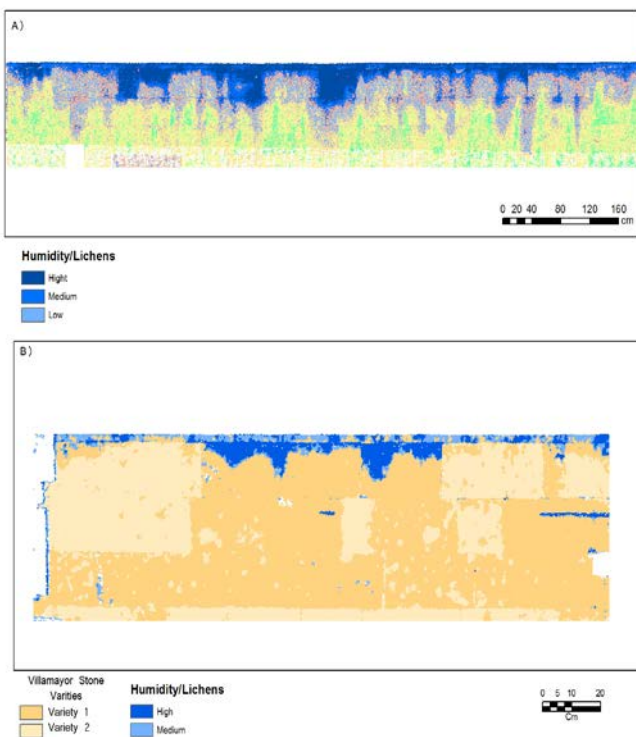 A)
0 20 40 80 120 160
cm
Humidity/Lichens
Hight
Medium
Low
B)
Villamayor Stone
Varities
Variety 1
Variety 2
Humidity/Lichens
High
Medium
0 5 10 20
Cm